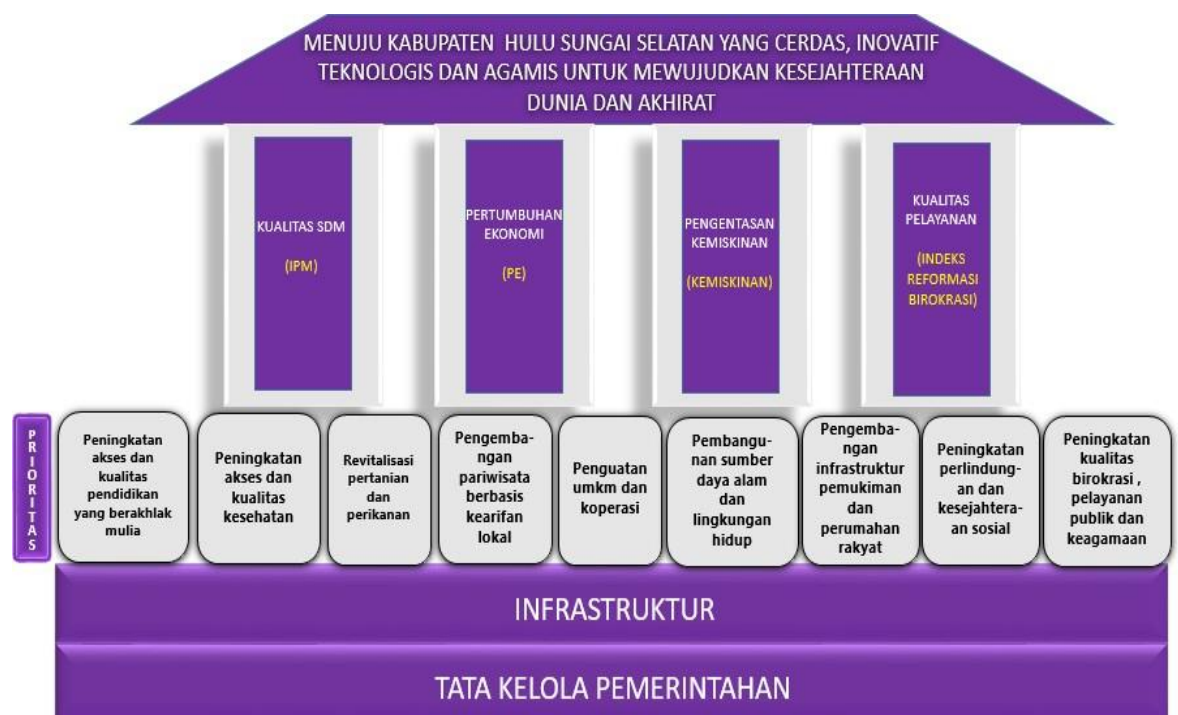 MENUJU KABUPATEN HULU SUNGAI SELATAN YANG CERDAS, INOVATIF
TEKNOLOGIS DAN AGAMIS UNTUK MEWUJUDKAN KESEJAHTERAAN
DUNIA DAN AKHIRAT
KUALITAS SDM
(IPM)
PERTUMBUHAN
EKONOMI
(PE)
PENGENTASAN
KEMISKINAN
(KEMISKINAN)
KUALITAS
PELAYANAN
(INDEKS
REFORMASI
BIROKRASI)
PRIORITAS
Peningkatan
akses dan
kualitas
pendidikan
yang berakhlak
mulia
Peningkatan
akses dan
kualitas
kesehatan
Revitalisasi
pertanian
dan
perikanan
Pengemba-
ngan
pariwisata
berbasis
kearifan
lokal
Penguatan
umkm dan
koperasi
Pembangu-
nan sumber
daya alam
dan
lingkungan
hidup
Pengemba-
ngan
infrastruktur
pemukiman
dan
perumahan
rakyat
Peningkatan
perlindung-
an dan
kesejahtera-
an sosial
Peningkatan
kualitas
birokrasi ,
pelayanan
publik dan
keagamaan
INFRASTRUKTUR
TATA KELOLA PEMERINTAHAN